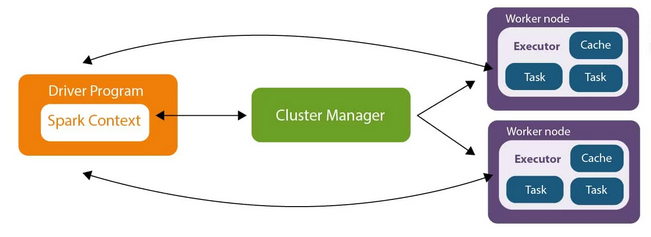 Driver Program
Spark Context
Cluster Manager
Worker node
Executor
Cache
Task
Task
Worker node
Executor
Cache
Task
Task